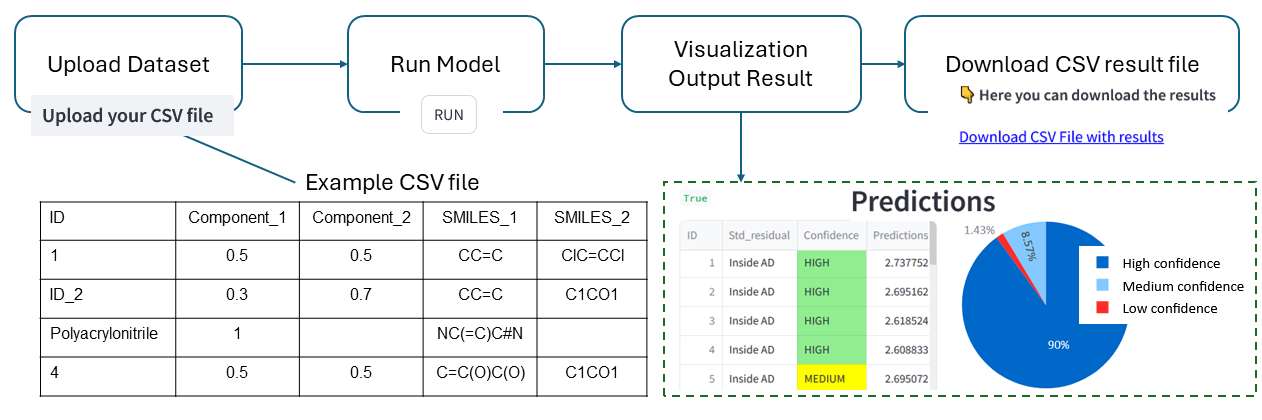 Upload Dataset
Run Model
Visualization
Output Result
Download CSV result file
Upload your CSV file
RUN
👇 Here you can download the results
Download CSV File with results
Example CSV file
ID Component_1 Component_2 SMILES_1 SMILES_2
1 0.5 0.5 CC=C ClC=CCl
ID_2 0.3 0.7 CC=C C1CO1
Polyacrylonitrile 1 NC(=C)C#N
4 0.5 0.5 C=C(O)C(O) C1CO1
True
Predictions
ID Std_residual Confidence Predictions
1 Inside AD HIGH 2.737752
2 Inside AD HIGH 2.695162
3 Inside AD HIGH 2.618524
4 Inside AD HIGH 2.608833
5 Inside AD MEDIUM 2.695072
1.43%
8.57%
90%
High confidence
Medium confidence
Low confidence